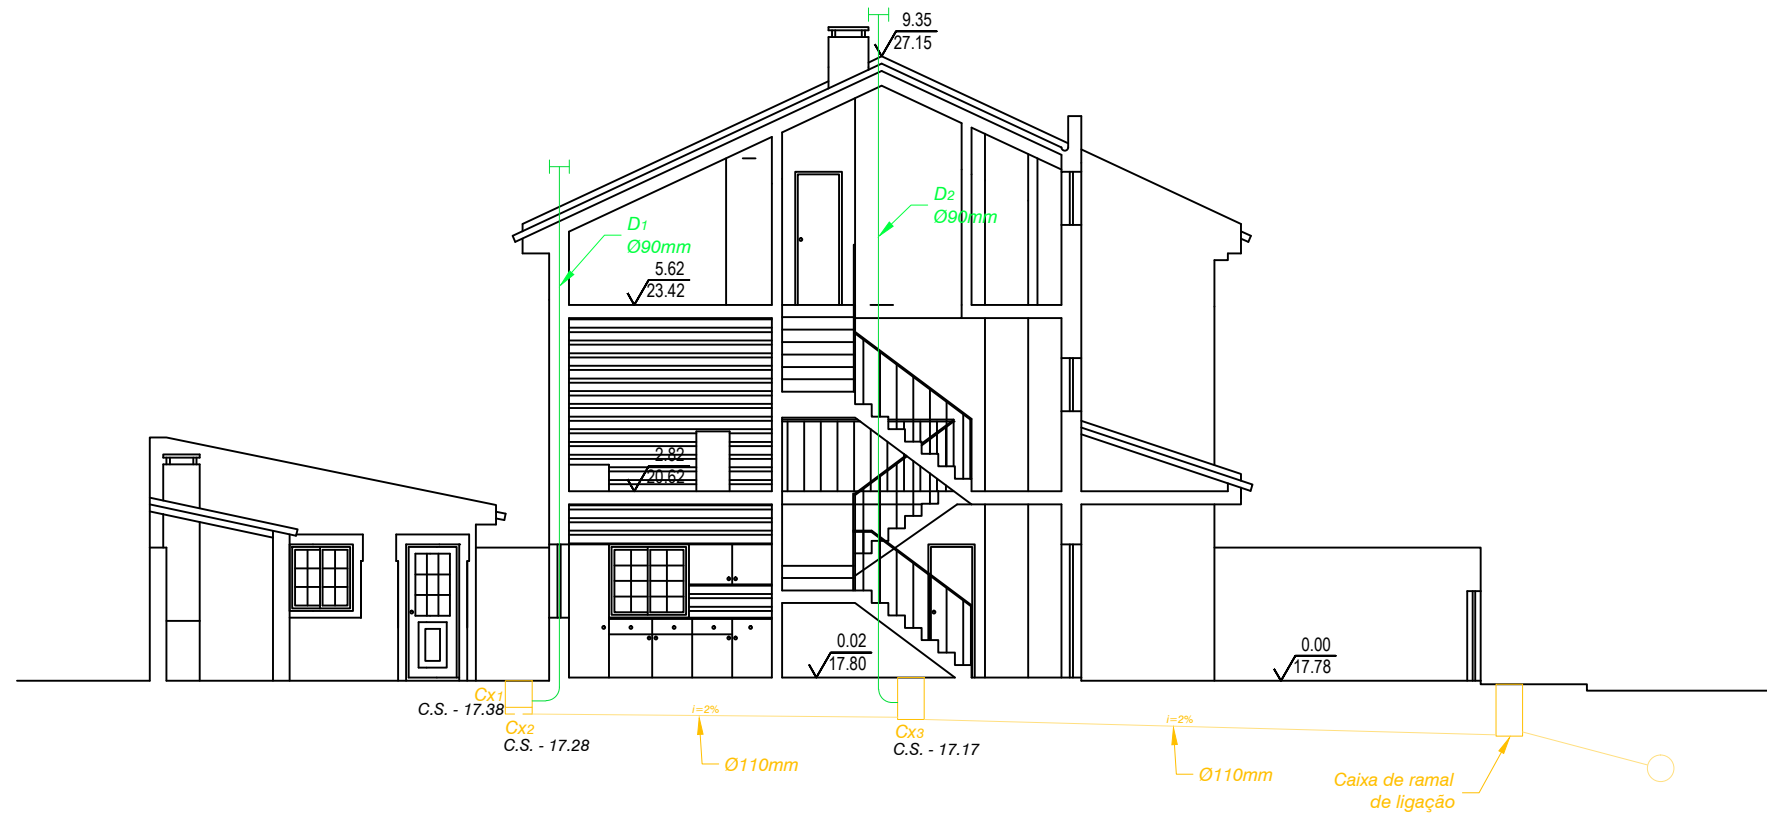 9.35
27.15
D2
Ø90mm
D1
Ø90mm
5.62
23.42
2.82
20.62
0.02
17.80
0.00
17.78
Cx1
C.S. - 17.38
Cx2
C.S. - 17.28
i=2%
Ø110mm
Cx3
C.S. - 17.17
i=2%
Ø110mm
Caixa de ramal
de ligação